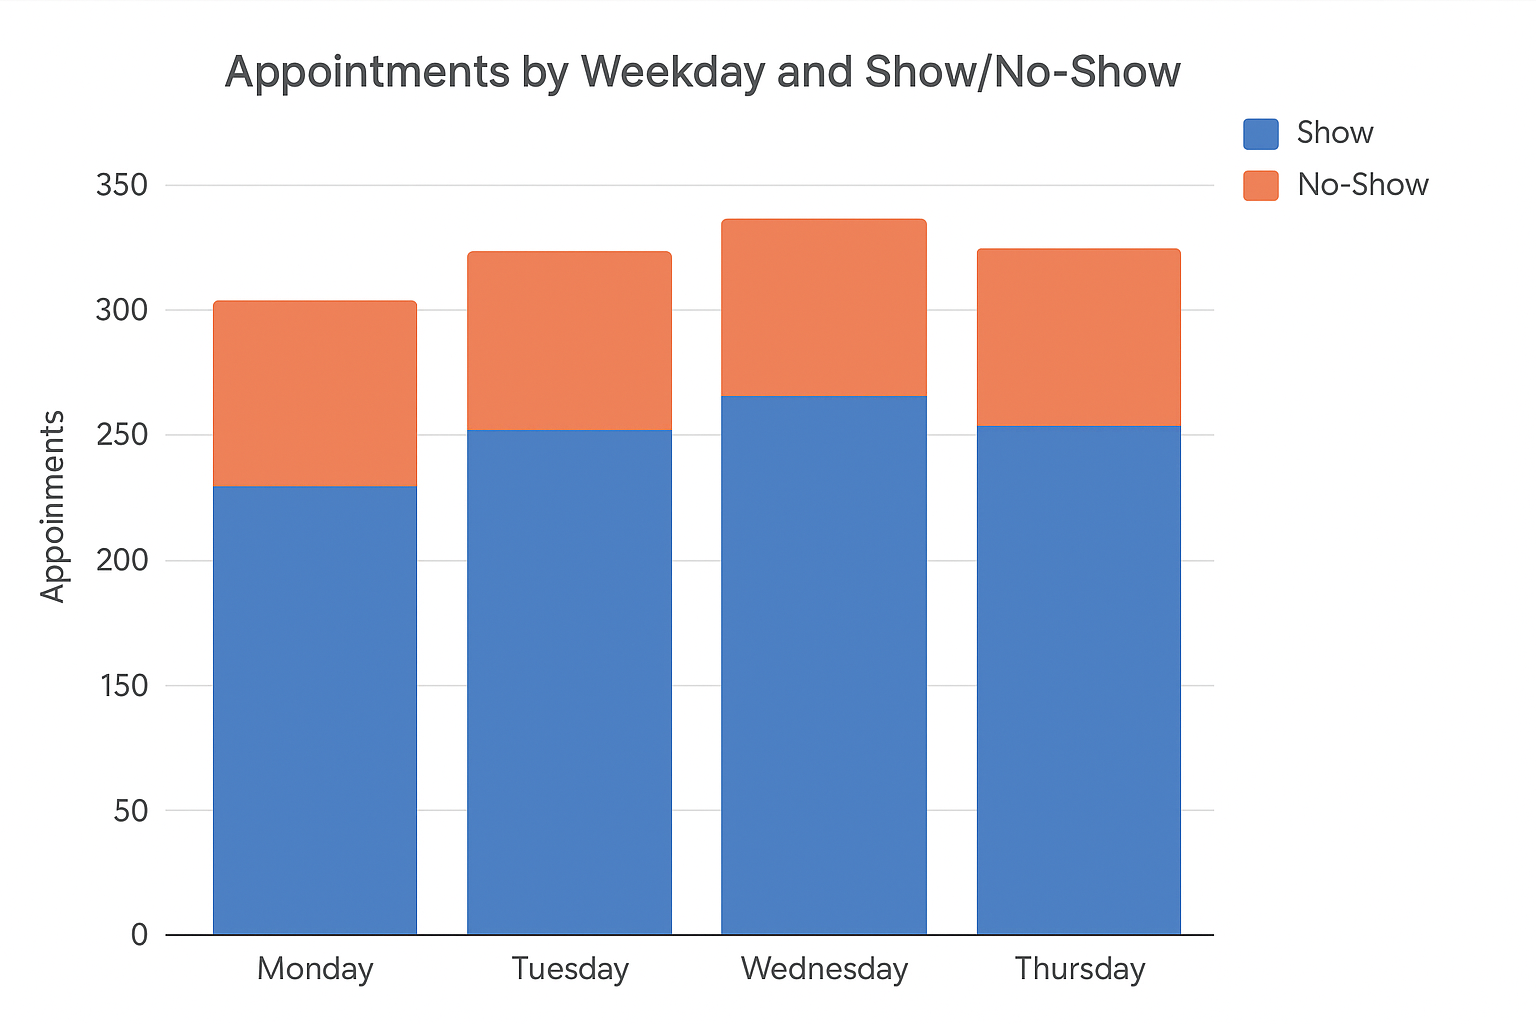 Appointments by Weekday and Show/No-Show
Show
No-Show
350
300
250
200
150
50
0
Appoinments
Monday Tuesday Wednesday Thursday